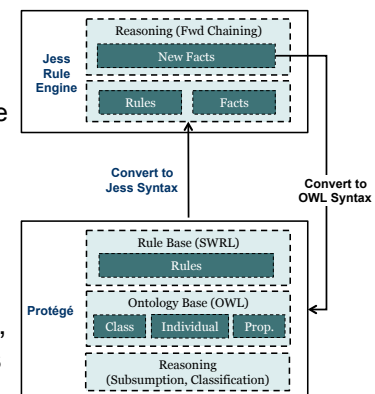 Reasoning (Fwd Chaining)
New Facts
Jess
Rule
Engine
Rules
Facts
e
Convert to
Jess Syntax
Convert to
OWL Syntax
Rule Base (SWRL)
Rules
Ontology Base (OWL)
Protégé
Class
Individual
Prop.
,
Reasoning
(Subsumption, Classification)